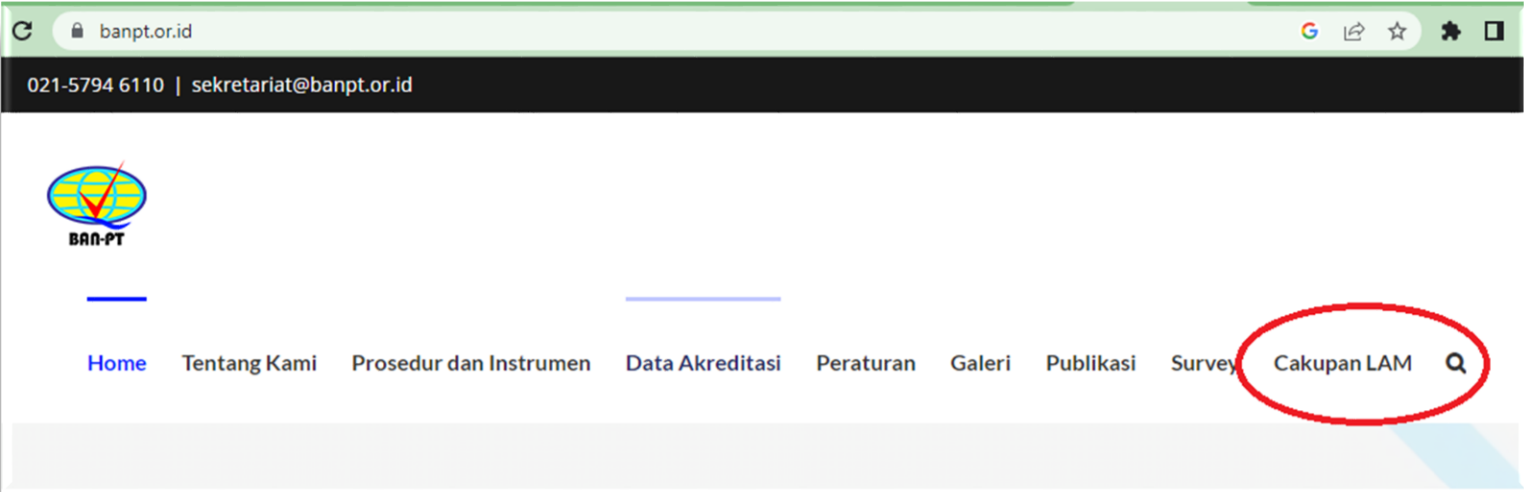 banpt.or.id
021-5794 6110 | sekretariat@banpt.or.id
BAN-PT
Home Tentang Kami Prosedur dan Instrumen Data Akreditasi Peraturan Galeri Publikasi Survey Cakupan LAM